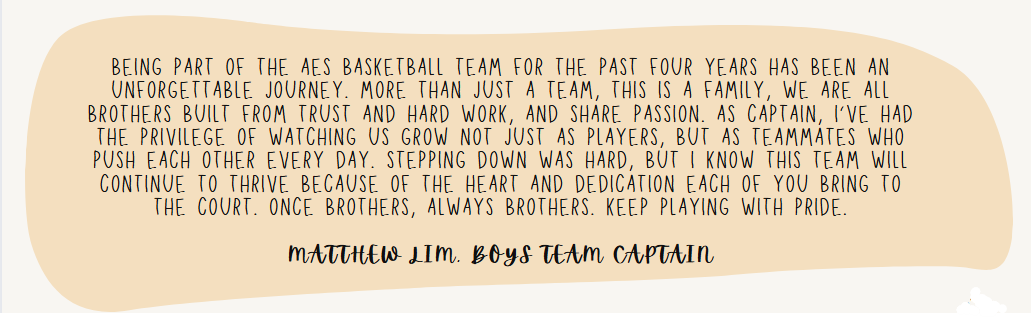 BEING PART OF THE AES BASKETBALL TEAM FOR THE PAST FOUR YEARS HAS BEEN AN
UNFORGETTABLE JOURNEY. MORE THAN JUST A TEAM, THIS IS A FAMILY, WE ARE ALL
BROTHERS BUILT FROM TRUST AND HARD WORK, AND SHARE PASSION. AS CAPTAIN, I'VE HAD
THE PRIVILEGE OF WATCHING US GROW NOT JUST AS PLAYERS, BUT AS TEAMMATES WHO
PUSH EACH OTHER EVERY DAY. STEPPING DOWN WAS HARD, BUT I KNOW THIS TEAM WILL
CONTINUE TO THRIVE BECAUSE OF THE HEART AND DEDICATION EACH OF YOU BRING TO
THE COURT. ONCE BROTHERS, ALWAYS BROTHERS. KEEP PLAYING WITH PRIDE.
MATTHEW LIM. BOYS TEAM CAPTAIN